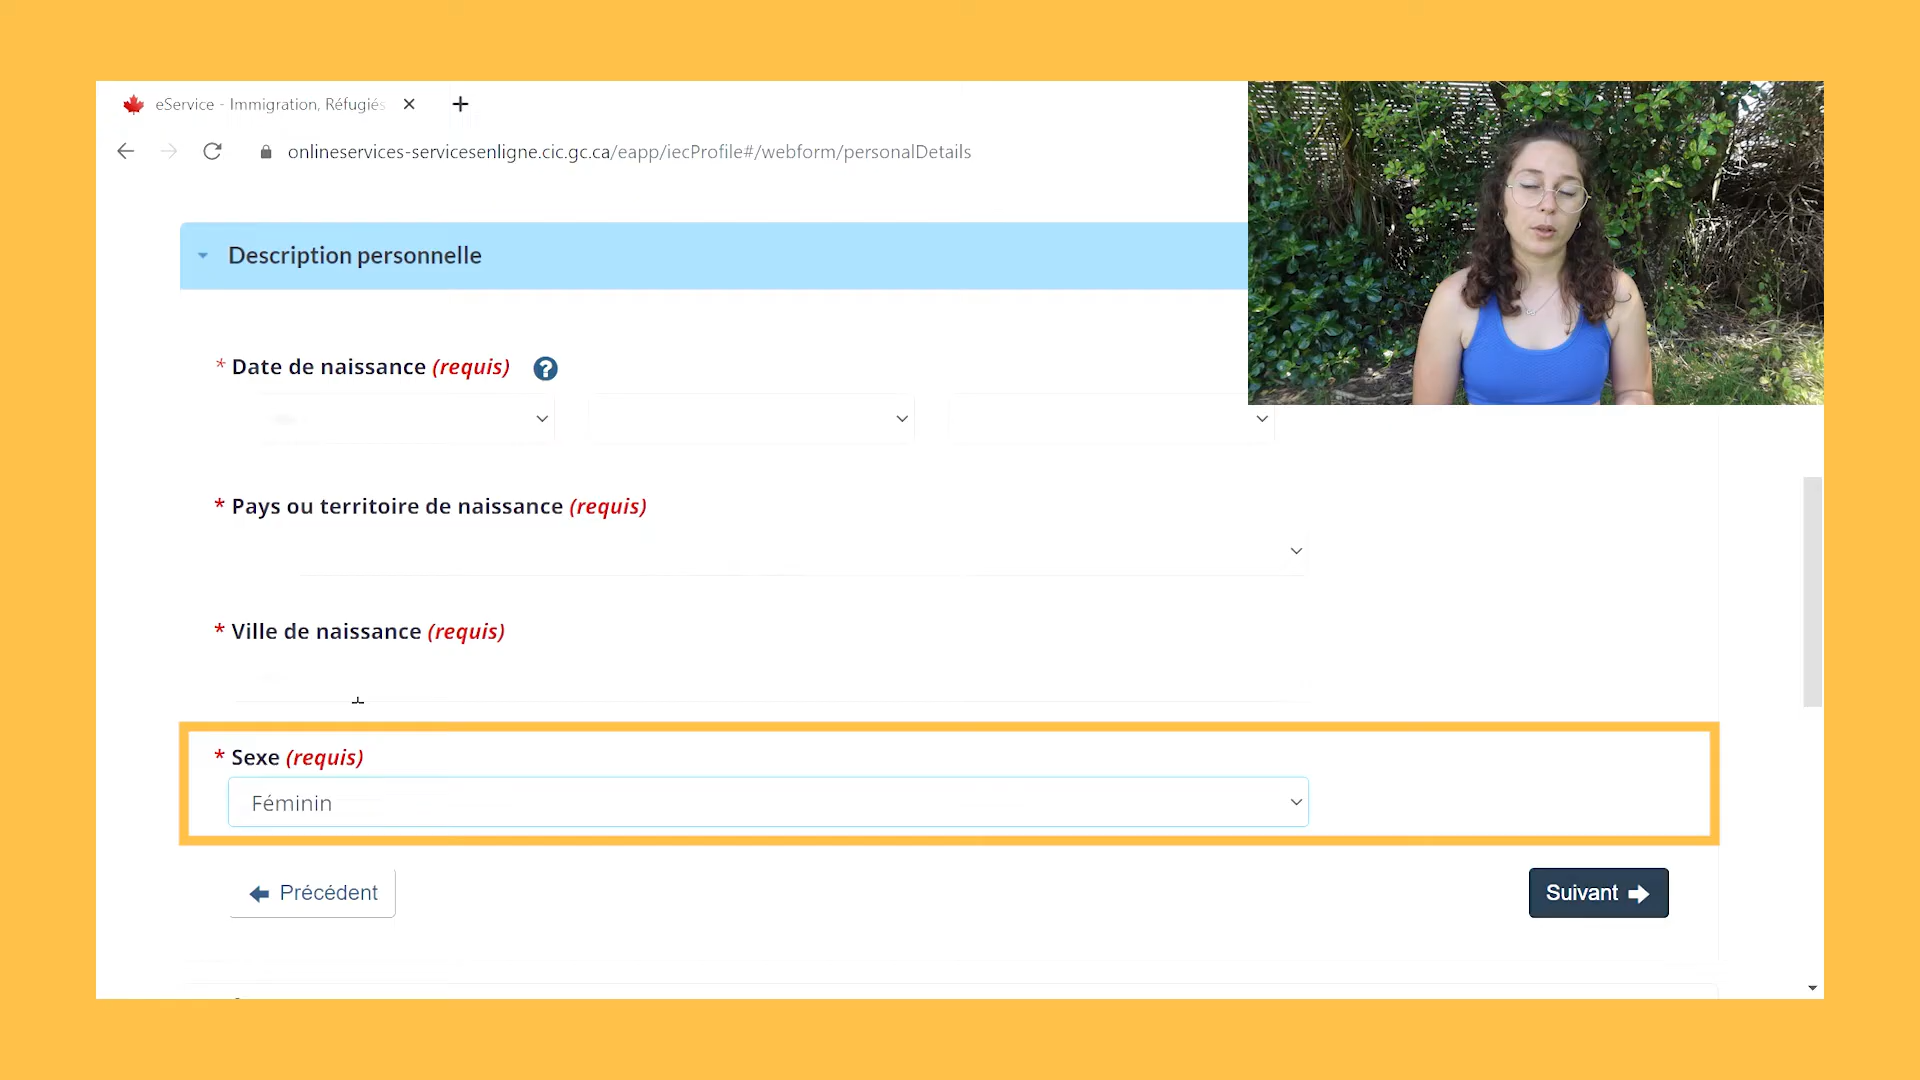 eService - Immigration, Réfugiés
onlineservices-servicesenligne.cic.gc.ca/eapp/iecProfile#/webform/personalDetails
Description personnelle
* Date de naissance (requis) ?
* Pays ou territoire de naissance (requis)
* Ville de naissance (requis)
* Sexe (requis)
Féminin
Précédent
Suivant